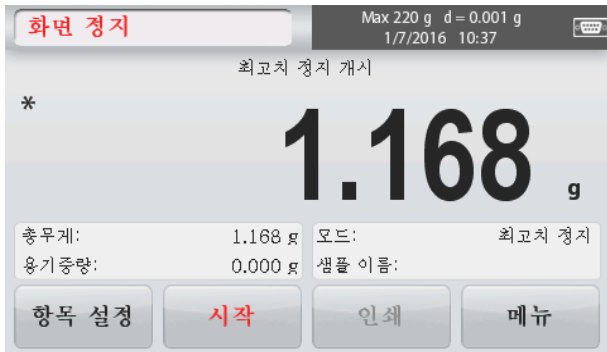 화면 정지
Max 220 g d = 0.001 g
1/7/2016 10:37
최고치 정지 개시
*
1.168 g
총무게: 1.168 g 모드: 최고치 정지
용기중량: 0.000 g 샘플 이름:
항목 설정 시작 인쇄 메뉴